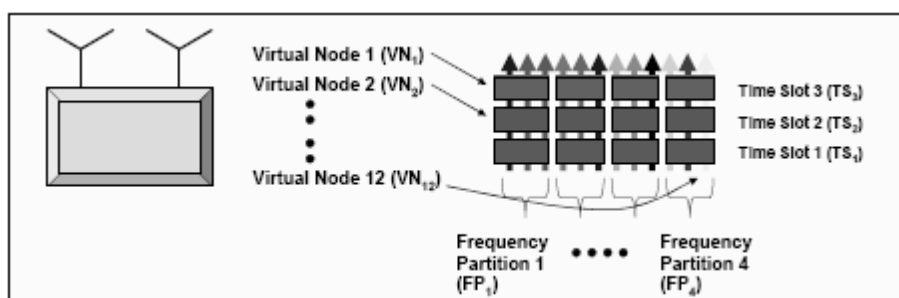 Virtual Node 1 (VN₁)
Virtual Node 2 (VN₂)
Virtual Node 12 (VN₁₂)
Time Slot 3 (TS₃)
Time Slot 2 (TS₂)
Time Slot 1 (TS₁)
Frequency
Partition 1
(FP₁)
Frequency
Partition 4
(FP₄)